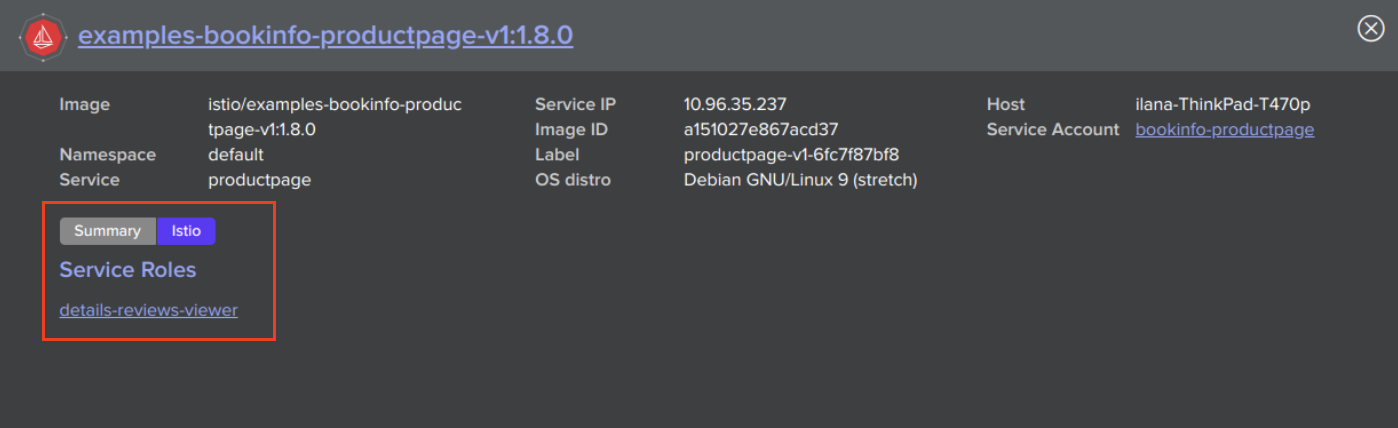 examples-bookinfo-productpage-v1:1.8.0
Image istio/examples-bookinfo-produc
tpage-v1:1.8.0
Namespace default
Service productpage
Service IP 10.96.35.237
Image ID a151027e867acd37
Label productpage-v1-6fc7f87bf8
OS distro Debian GNU/Linux 9 (stretch)
Host ilana-ThinkPad-T470p
Service Account bookinfo-productpage
Summary Istio
Service Roles
details-reviews-viewer